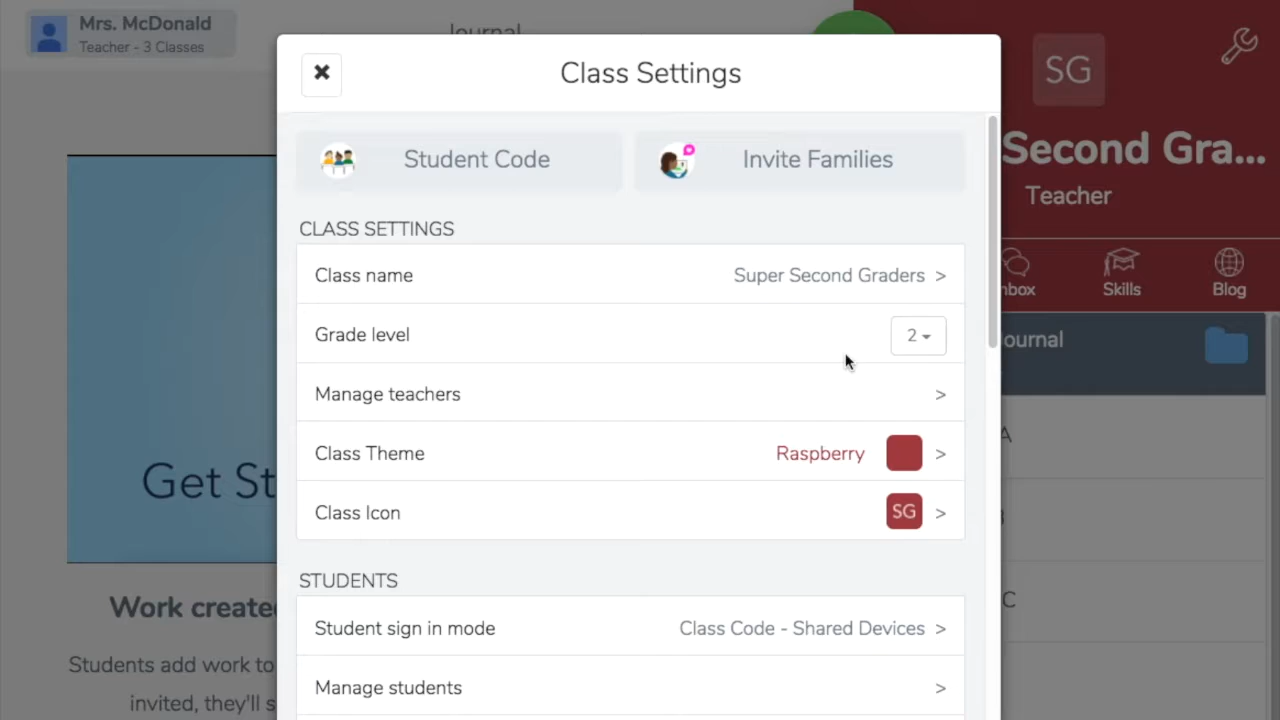 Mrs. McDonald
Teacher - 3 Classes
Journal
SG
Second Gra...
Teacher
Skills
Blog
Class Settings
Student Code
Invite Families
CLASS SETTINGS
Class name Super Second Graders >
Grade level 2
Manage teachers >
Class Theme Raspberry >
Class Icon SG >
STUDENTS
Student sign in mode Class Code - Shared Devices >
Manage students >
Get St
Work create
Students add work to
invited, they'll s
ournal
A
C